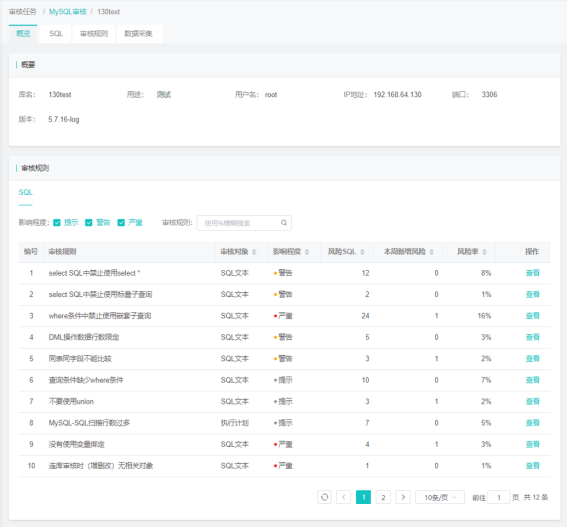 审核任务 / MySQL审核 / 130test
概览 SQL 审核规则 数据采集
概要
库名: 130test 用途: 测试 用户名: root IP地址: 192.168.64.130 端口: 3306
版本: 5.7.16-log
审核规则
SQL
影响程度: 提示 警告 严重 审核规则: 使用%模糊搜索
编号 审核规则 审核对象 影响程度 风险SQL 本周新增风险 风险率 操作
1 select SQL中禁止使用select * SQL文本 警告 12 0 8% 查看
2 select SQL中禁止使用标量子查询 SQL文本 警告 2 0 1% 查看
3 where条件中禁止使用嵌套子查询 SQL文本 严重 24 1 16% 查看
4 DML操作数据行数限定 SQL文本 警告 5 0 3% 查看
5 同表同字段不能比较 SQL文本 警告 3 1 2% 查看
6 查询条件缺少where条件 SQL文本 提示 10 0 7% 查看
7 不要使用union SQL文本 提示 3 1 2% 查看
8 MySQL-SQL扫描行数过多 执行计划 提示 7 0 5% 查看
9 没有使用变量绑定 SQL文本 严重 4 1 3% 查看
10 连库审核时（增删改）无相关对象 SQL文本 严重 1 0 1% 查看
1 2 10条/页 前往 1 页 共 12 条